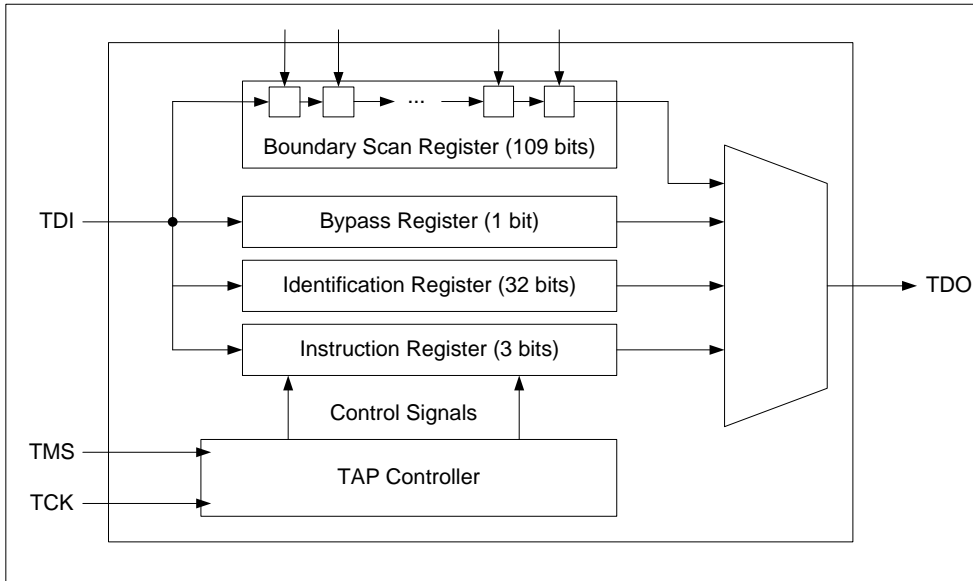 ...
Boundary Scan Register (109 bits)
TDI
Bypass Register (1 bit)
Identification Register (32 bits)
TDO
Instruction Register (3 bits)
Control Signals
TMS
TAP Controller
TCK